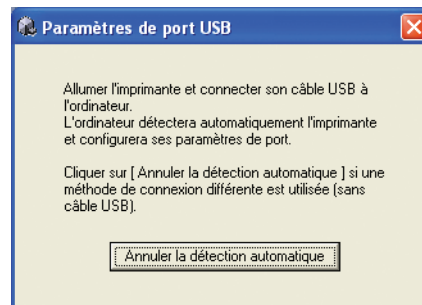 Paramètres de port USB
Allumer l'imprimante et connecter son câble USB à
l'ordinateur.
L'ordinateur détectera automatiquement l'imprimante
et configurera ses paramètres de port.
Cliquer sur [ Annuler la détection automatique ] si une
méthode de connexion différente est utilisée (sans
câble USB).
Annuler la détection automatique